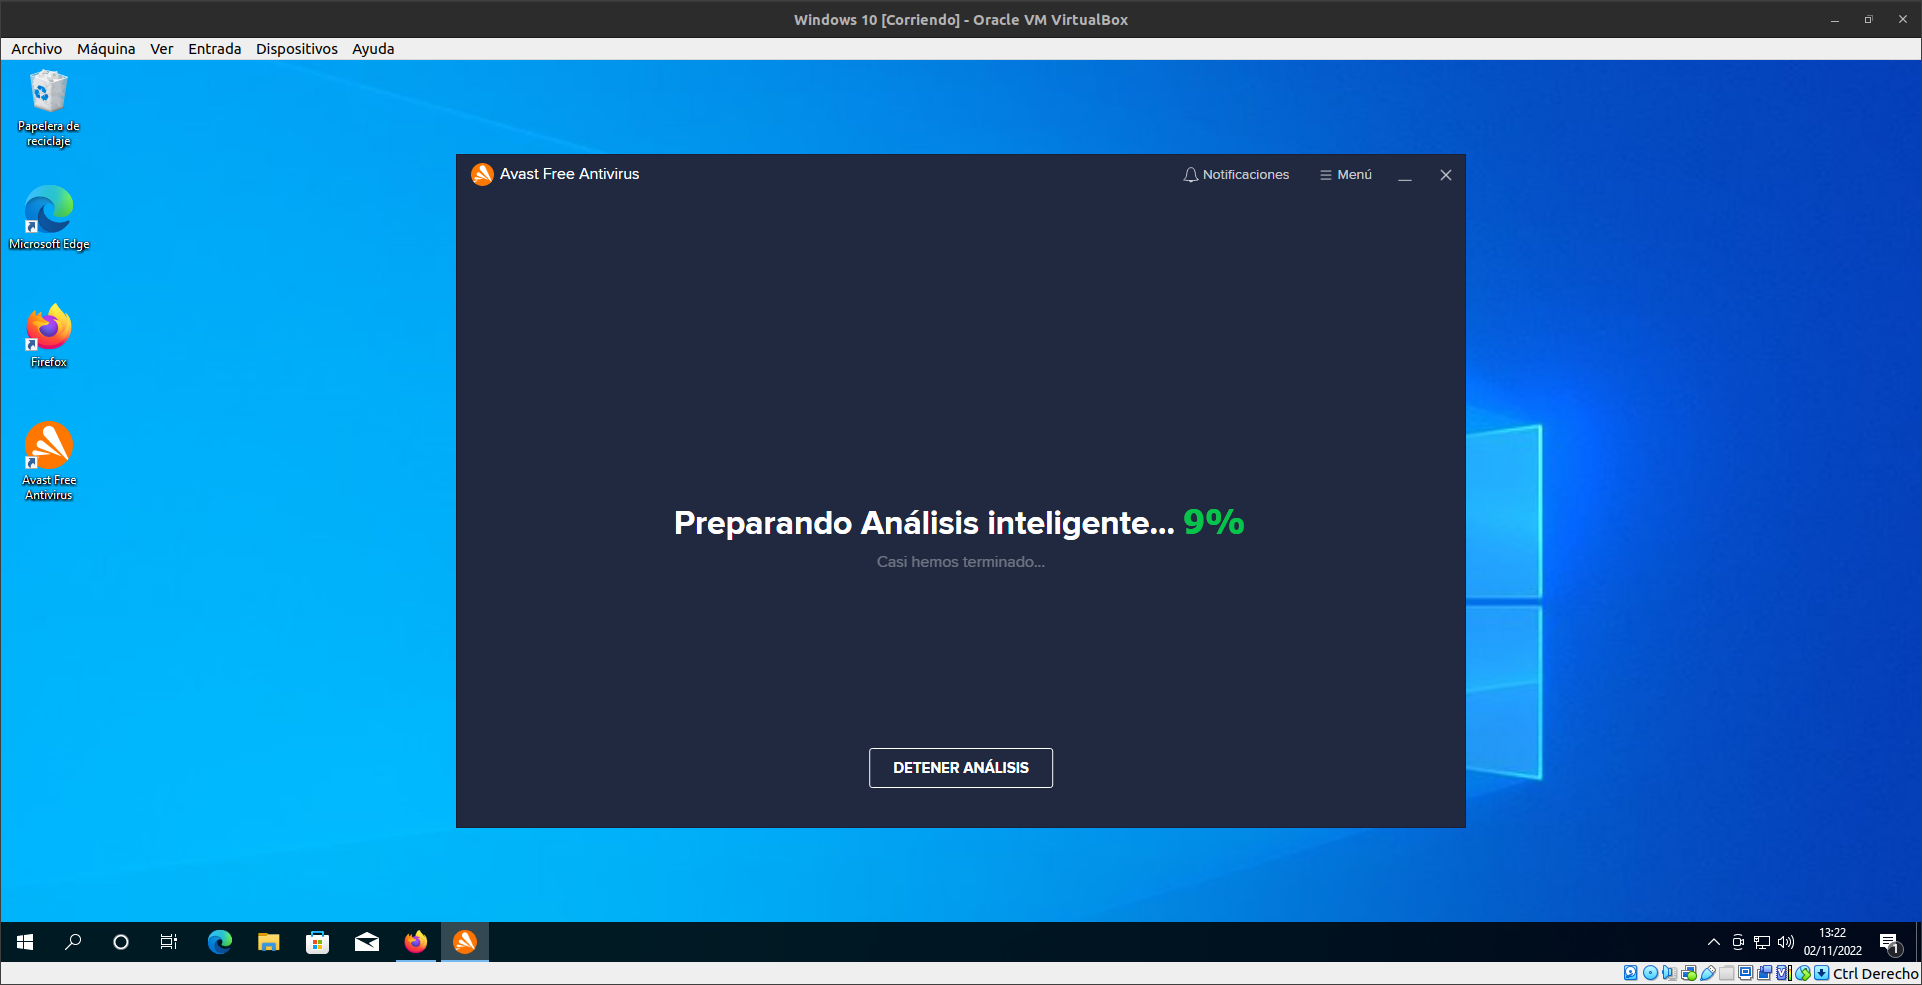 Windows 10 [Corriendo] - Oracle VM VirtualBox
Archivo Máquina Ver Entrada Dispositivos Ayuda
Papelera de
reciclaje
Microsoft Edge
Firefox
Avast Free
Antivirus
Avast Free Antivirus
Notificaciones
Menú
Preparando Análisis inteligente... 9%
Casi hemos terminado...
DETENER ANÁLISIS
13:22
02/11/2022
1
Ctrl Derecho